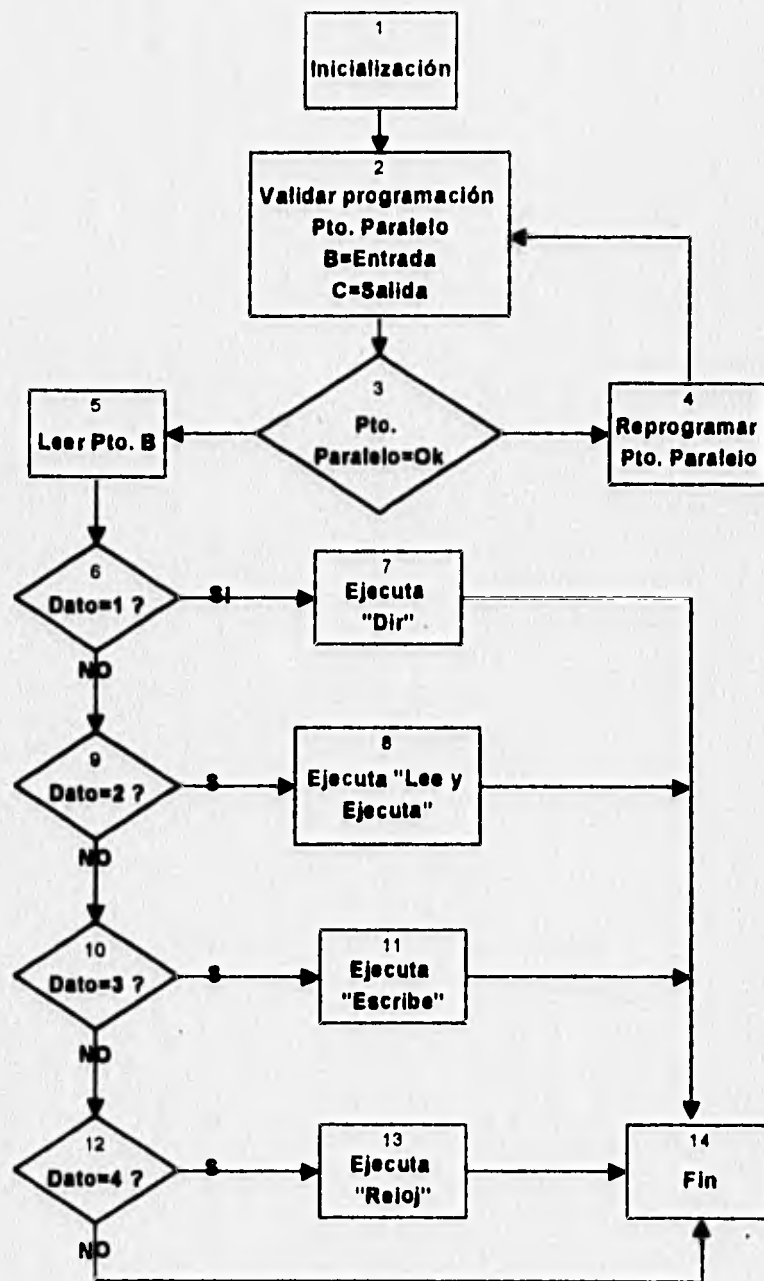 1
Inicialización
2
Validar programación
Pto. Paralelo
B=Entrada
C=Salida
3
Pto.
Paralelo=Ok
4
Reprogramar
Pto. Paralelo
5
Leer Pto. B
6
Dato=1 ?
Si
7
Ejecuta
"Dir"
NO
9
Dato=2 ?
S
8
Ejecuta "Lee y
Ejecuta"
NO
10
Dato=3 ?
S
11
Ejecuta
"Escribe"
NO
12
Dato=4 ?
S
13
Ejecuta
"Reloj"
14
Fin
NO